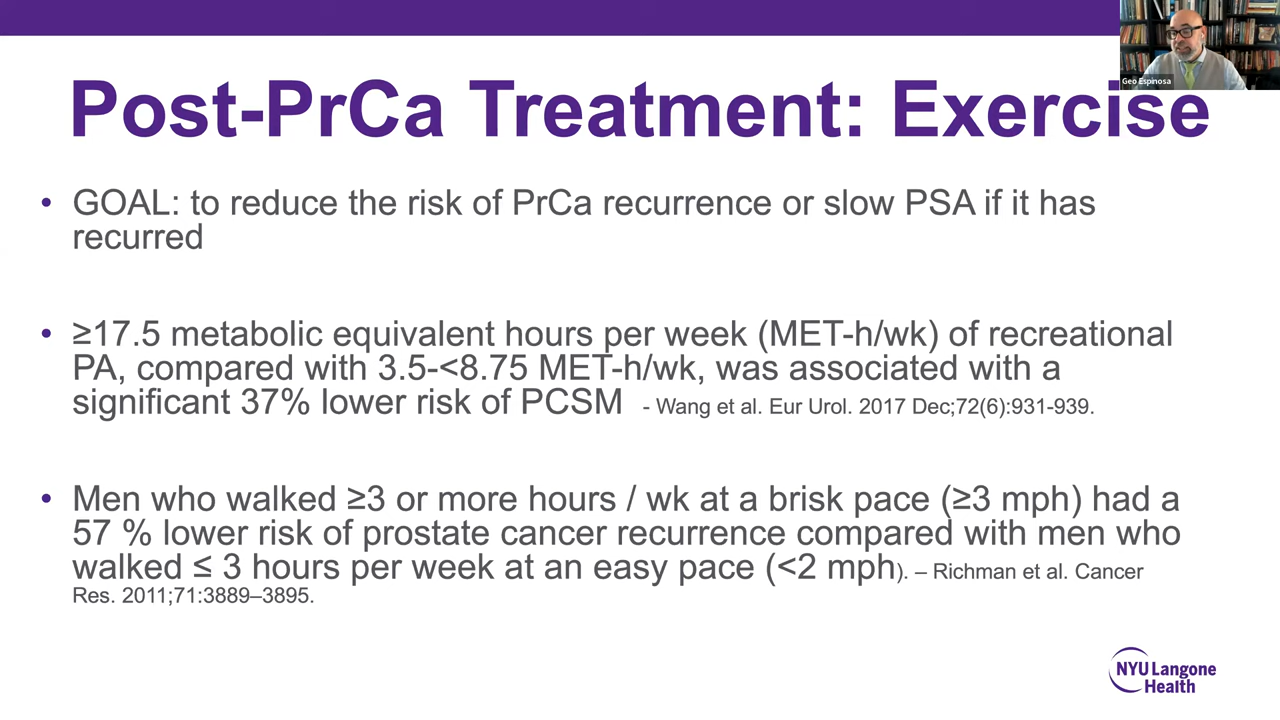 Geo Espinosa
Post-PrCa Treatment: Exercise
• GOAL: to reduce the risk of PrCa recurrence or slow PSA if it has
recurred
• ≥17.5 metabolic equivalent hours per week (MET-h/wk) of recreational
PA, compared with 3.5-<8.75 MET-h/wk, was associated with a
significant 37% lower risk of PCSM - Wang et al. Eur Urol. 2017 Dec;72(6):931-939.
• Men who walked ≥3 or more hours / wk at a brisk pace (≥3 mph) had a
57 % lower risk of prostate cancer recurrence compared with men who
walked ≤ 3 hours per week at an easy pace (<2 mph). – Richman et al. Cancer
Res. 2011;71:3889–3895.
NYU Langone
Health